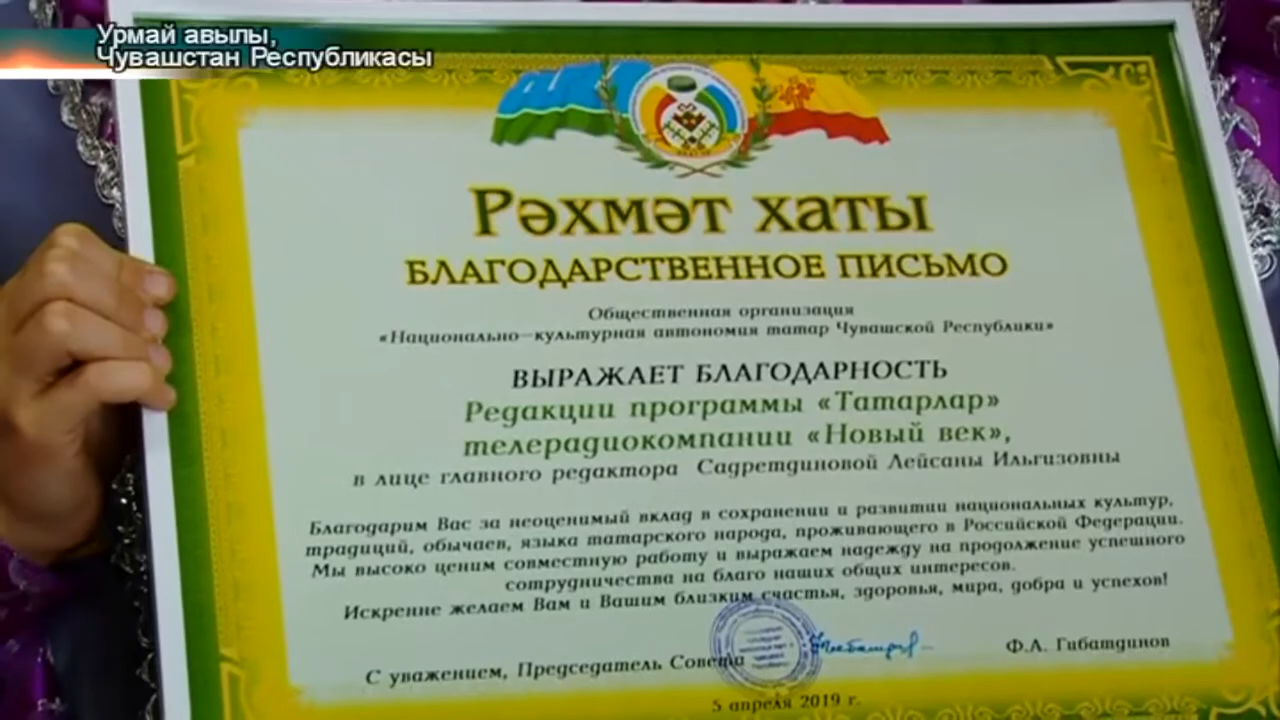 Урмай авылы,
Чувашстан Республикасы
Рәхмәт хаты
БЛАГОДАРСТВЕННОЕ ПИСЬМО
Общественная организация
«Национально-культурная автономия татар Чувашской Республики»
ВЫРАЖАЕТ БЛАГОДАРНОСТЬ
Редакции программы «Татарлар»
телерадиокомпании «Новый век»,
в лице главного редактора Садретдиновой Лейсаны Ильгизовны
Благодарим Вас за неоценимый вклад в сохранении и развитии национальных культур,
традиций, обычаев, языка татарского народа, проживающего в Российской Федерации.
Мы высоко ценим совместную работу и выражаем надежду на продолжение успешного
сотрудничества на благо наших общих интересов.
Искренне желаем Вам и Вашим близким счастья, здоровья, мира, добра и успехов!
С уважением, Председатель Совета Ф.А. Гибатдинов
5 апреля 2019 г.